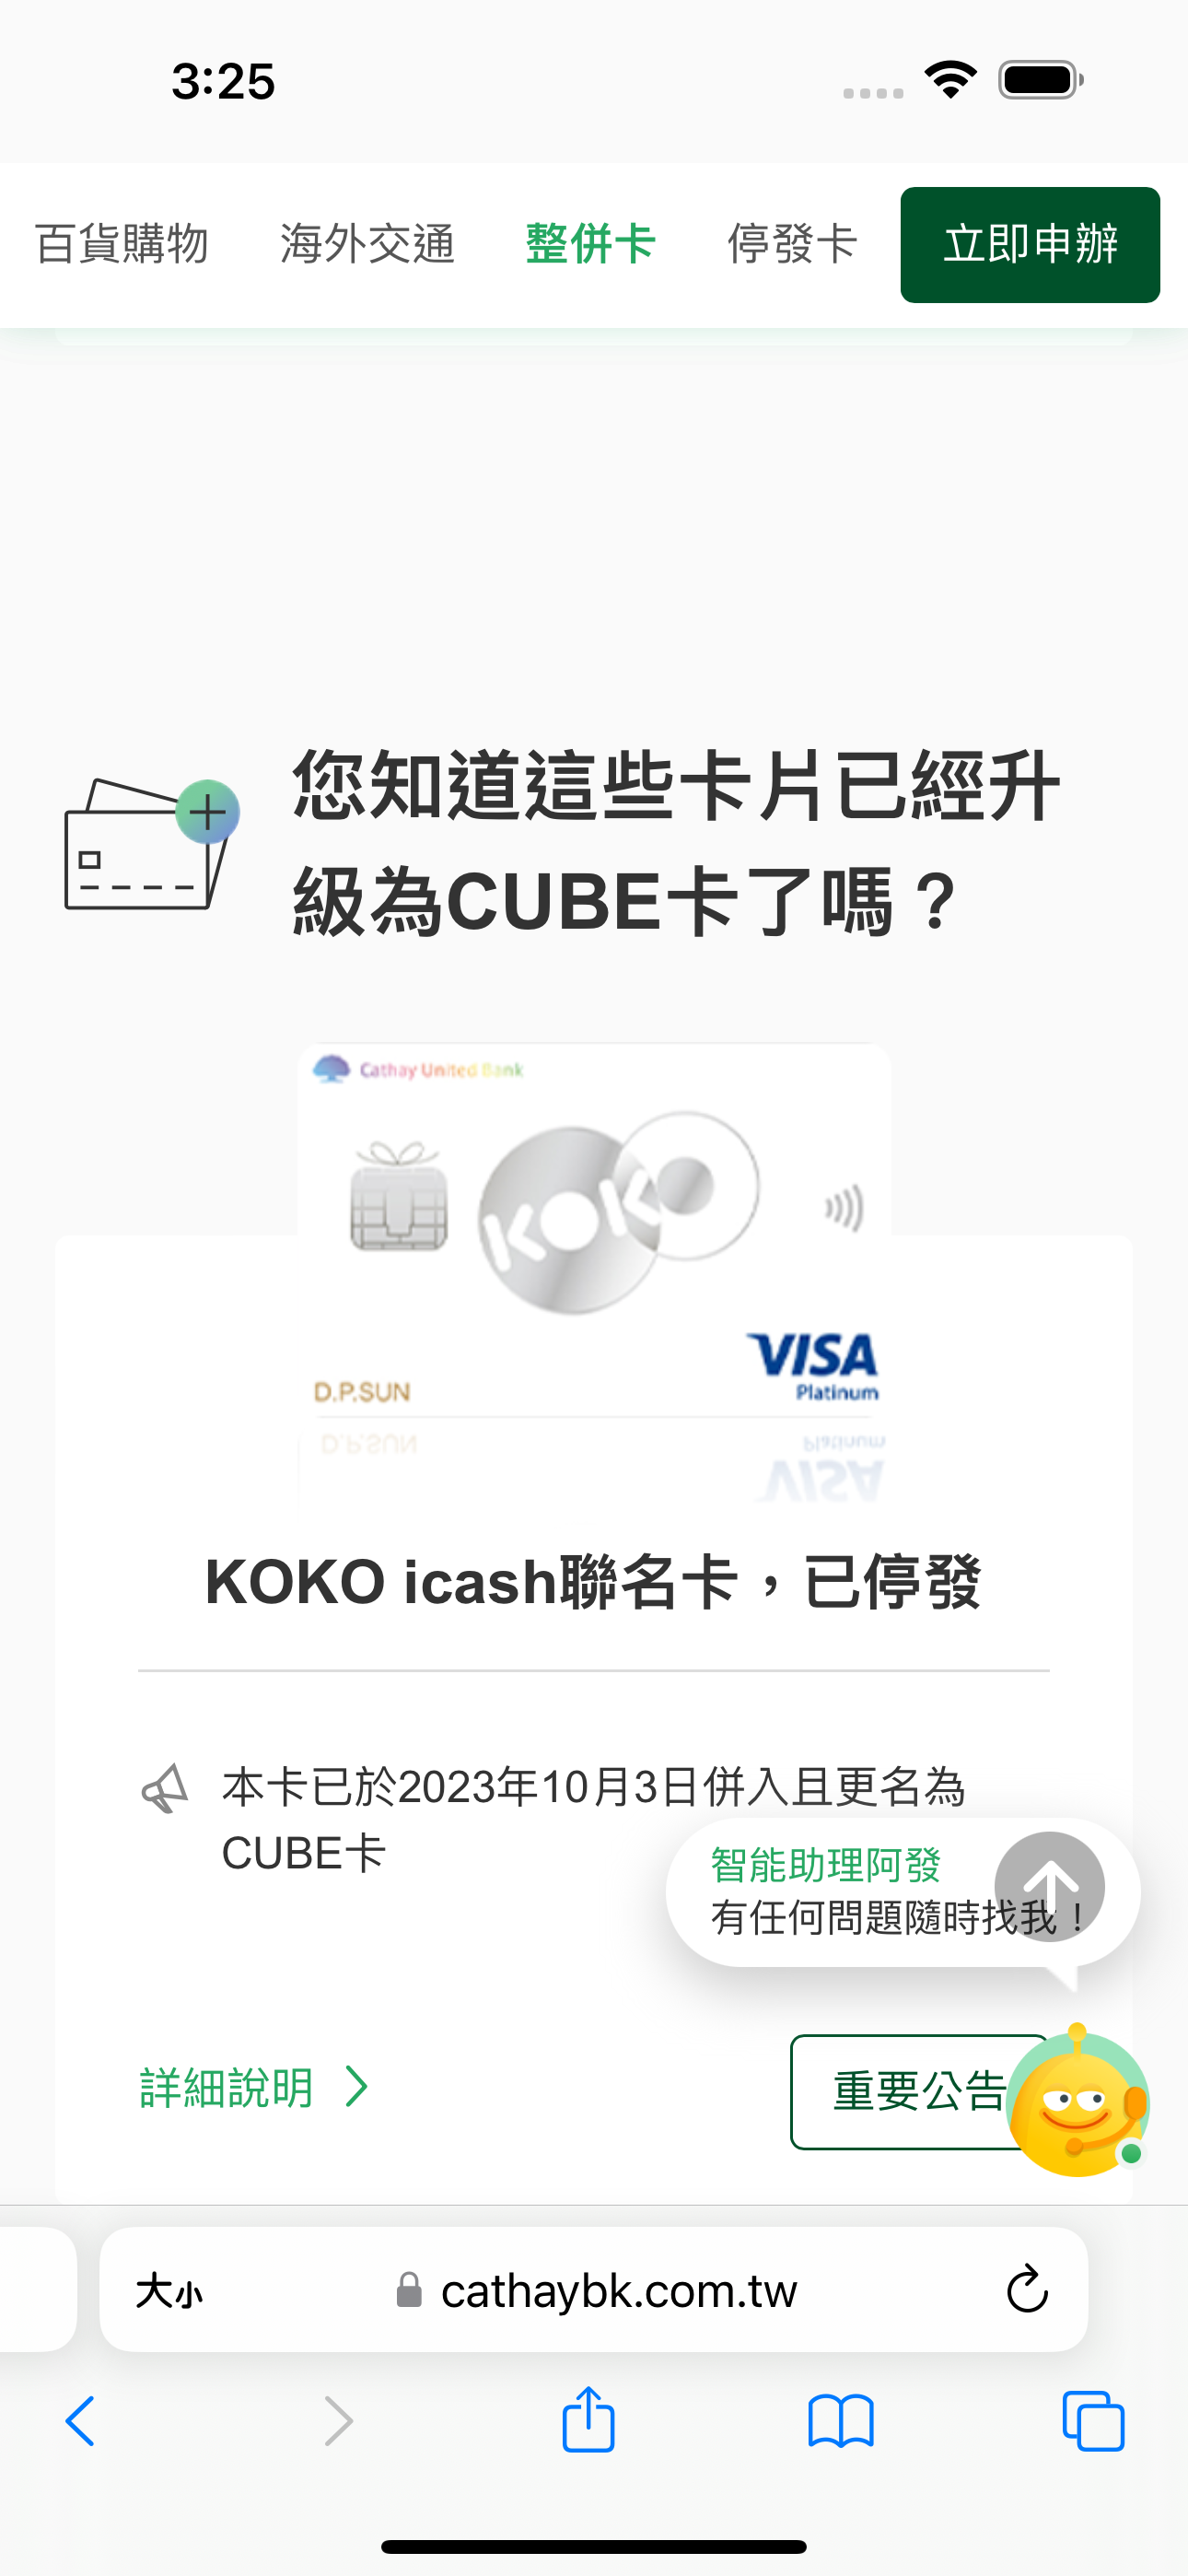 3:25
百貨購物 海外交通 整併卡 停發卡 立即申辦
您知道這些卡片已經升
級為CUBE卡了嗎？
Cathay United Bank
KOKO
VISA
Platinum
D.P.SUN
KOKO icash聯名卡，已停發
本卡已於2023年10月3日併入且更名為
CUBE卡
智能助理阿發
有任何問題隨時找我！
詳細說明
重要公告
大小 cathaybk.com.tw